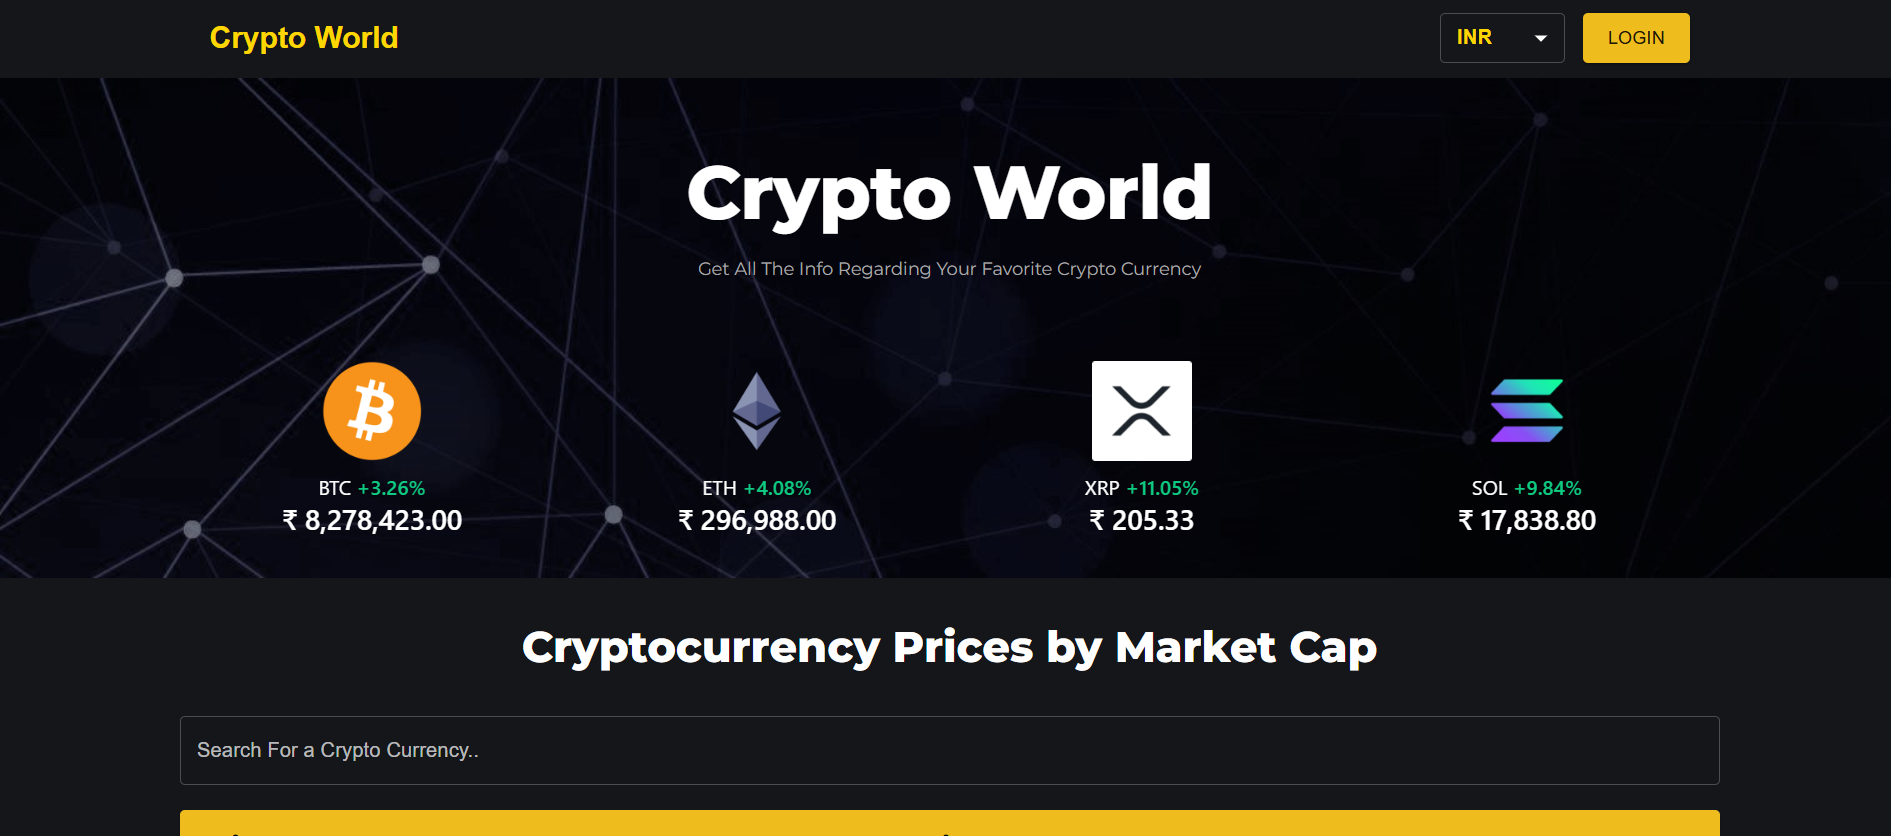 Crypto World
INR
LOGIN
Crypto World
Get All The Info Regarding Your Favorite Crypto Currency
BTC +3.26%
₹ 8,278,423.00
ETH +4.08%
₹ 296,988.00
XRP +11.05%
₹ 205.33
SOL +9.84%
₹ 17,838.80
Cryptocurrency Prices by Market Cap
Search For a Crypto Currency..